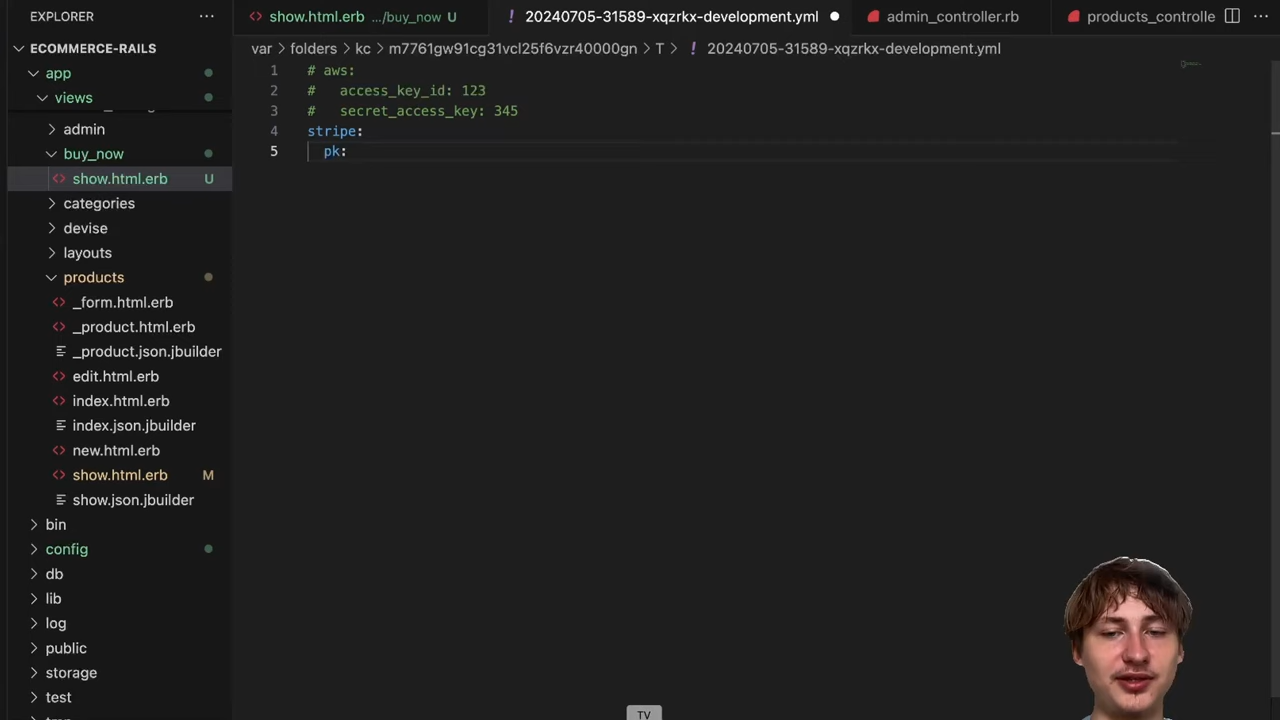 EXPLORER
show.html.erb .../buy_now U
20240705-31589-xqzrkx-development.yml
admin_controller.rb
products_controlle
ECOMMERCE-RAILS
var > folders > kc > m7761gw91cg31vcl25f6vzr40000gn > T > ! 20240705-31589-xqzrkx-development.yml
app
views
admin
buy_now
show.html.erb U
categories
devise
layouts
products
_form.html.erb
_product.html.erb
_product.json.jbuilder
edit.html.erb
index.html.erb
index.json.jbuilder
new.html.erb
show.html.erb M
show.json.jbuilder
bin
config
db
lib
log
public
storage
test
1 # aws:
2 #   access_key_id: 123
3 #   secret_access_key: 345
4 stripe:
5   pk:
TV